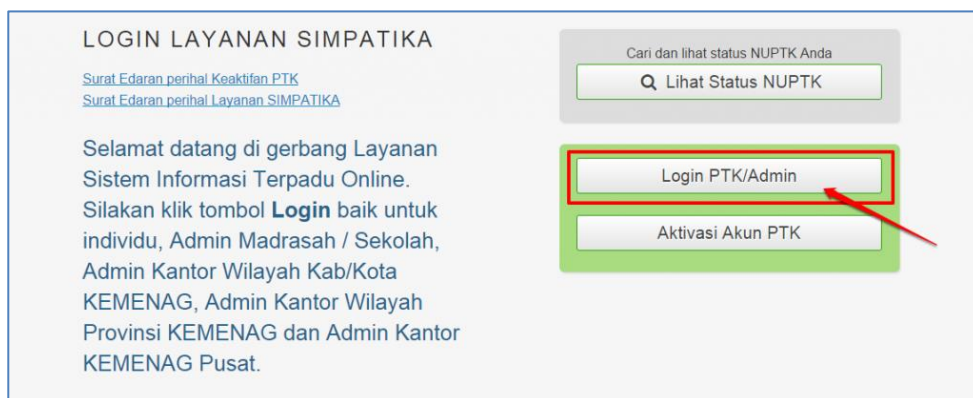 LOGIN LAYANAN SIMPATIKA
Surat Edaran perihal Keaktifan PTK
Surat Edaran perihal Layanan SIMPATIKA
Selamat datang di gerbang Layanan
Sistem Informasi Terpadu Online.
Silakan klik tombol Login baik untuk
individu, Admin Madrasah / Sekolah,
Admin Kantor Wilayah Kab/Kota
KEMENAG, Admin Kantor Wilayah
Provinsi KEMENAG dan Admin Kantor
KEMENAG Pusat.
Cari dan lihat status NUPTK Anda
Lihat Status NUPTK
Login PTK/Admin
Aktivasi Akun PTK